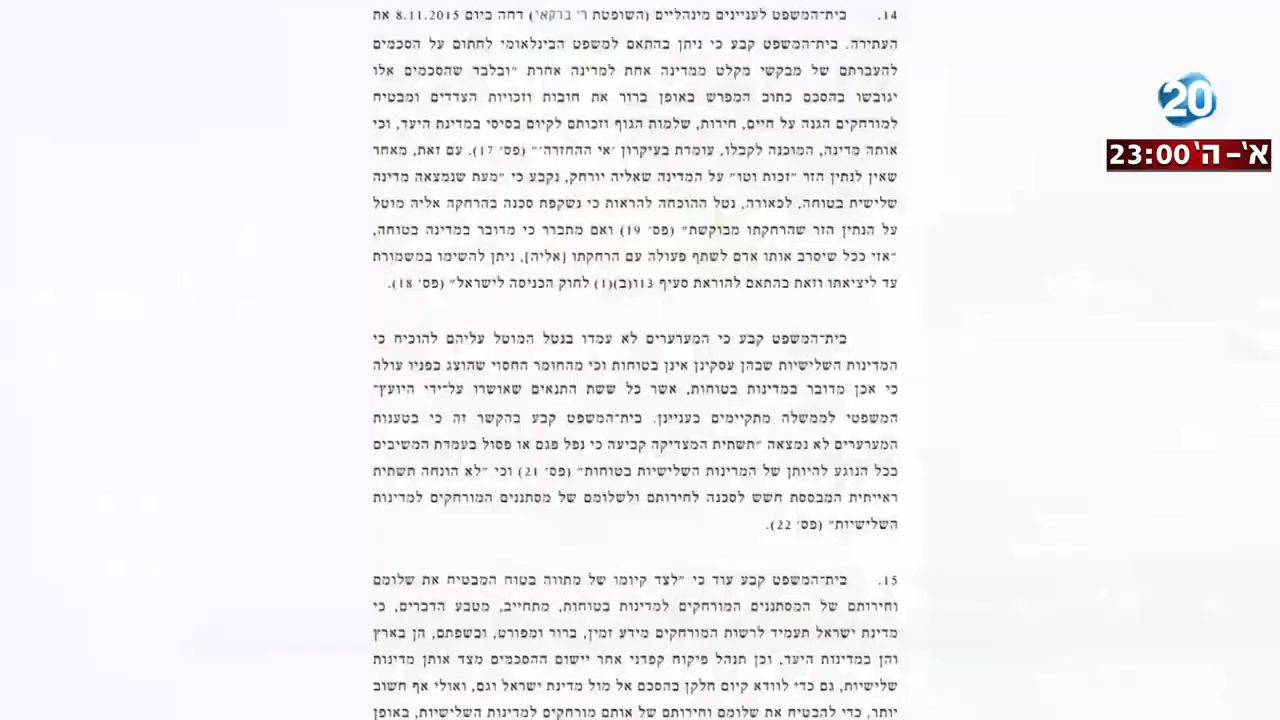 14. בית-המשפט לעניינים מינהליים (השופטת ר' ברקאי) דחה ביום 8.11.2015 את
העתירה. בית-המשפט קבע כי ניתן בהתאם למשפט הבינלאומי לחתום על הסכמים
להעברתם של מבקשי מקלט ממדינה אחת למדינה אחרת "ובלבד שהסכמים אלו
יגובשו בהסכם כתוב המפרש באופן ברור את חובות וזכויות הצדדים ומבטיח
למורחקים הגנה על חיים, חירות, שלמות הגוף וזכותם לקיום בסיסי במדינת היעד, וכי
אותה מדינה, המוכנה לקבלו, עומדת בעיקרון 'אי ההחזרה'" (פס' 17). עם זאת, מאחר
שאין לנתין הזר "זכות וטו" על המדינה שאליה יורחק, נקבע כי "מעת שנמצאה מדינה
שלישית בטוחה, לכאורה, נטל ההוכחה להראות כי נשקפת סכנה בהרחקה אליה מוטל
על הנתין הזר שהרחקתו מבוקשת" (פס' 19) ואם מתברר כי מדובר במדינה בטוחה,
"אזי ככל שיסרב אותו אדם לשתף פעולה עם הרחקתו [אליה], ניתן להשימו במשמורת
עד ליציאתו וזאת בהתאם להוראת סעיף 13ו(ב)(1) לחוק הכניסה לישראל" (פס' 18).
בית-המשפט קבע כי המערערים לא עמדו בנטל המוטל עליהם להוכיח כי
המדינות השלישיות שבהן עסקינן אינן בטוחות וכי מהחומר החסוי שהוצג בפניו עולה
כי אכן מדובר במדינות בטוחות, אשר כל ששת התנאים שאושרו על-ידי היועץ-
המשפטי לממשלה מתקיימים בעניינן. בית-המשפט קבע בהקשר זה כי בטענות
המערערים לא נמצאה "תשתית המצדיקה קביעה כי נפל פגם או פסול בעמדת המשיבים
בכל הנוגע להיותן של המדינות השלישיות בטוחות" (פס' 21) וכי "לא הונחה תשתית
ראייתית המבססת חשש לסכנה לחירותם ולשלומם של מסתננים המורחקים למדינות
השלישיות" (פס' 22).
15. בית-המשפט קבע עוד כי "לצד קיומו של מתווה בטוח המבטיח את שלומם
וחירותם של המסתננים המורחקים למדינות בטוחות, מתחייב, מטבע הדברים, כי
מדינת ישראל תעמיד לרשות המורחקים מידע זמין, ברור ומפורט, ובשפתם, הן בארץ
והן במדינות היעד, וכן תנהל פיקוח קפדני אחר יישום ההסכמים מצד אותן מדינות
שלישיות, גם כדי לוודא קיום חלקן בהסכם אל מול מדינת ישראל וגם, ואולי אף חשוב
יותר, כדי להבטיח את שלומם וחירותם של אותם מורחקים למדינות השלישיות, באופן
20
א'-ה' 23:00